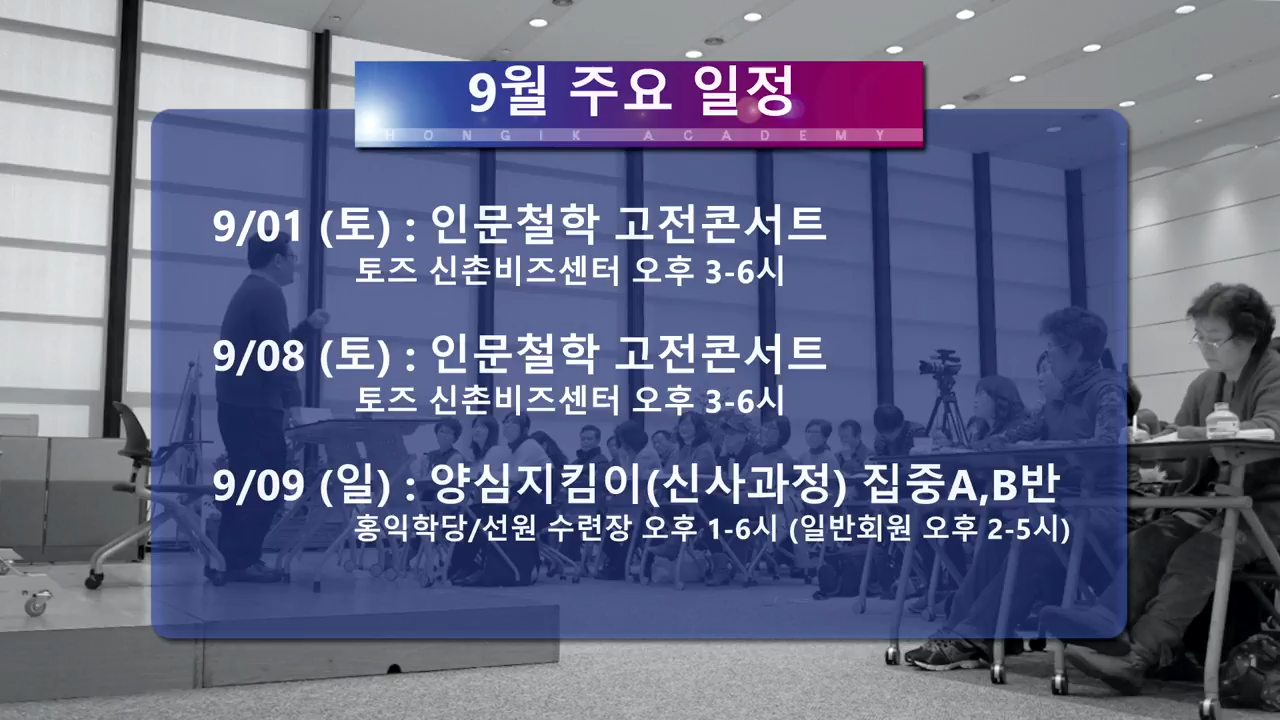 9월 주요 일정
HONGIK ACADEMY
9/01 (토) : 인문철학 고전콘서트
토즈 신촌비즈센터 오후 3-6시
9/08 (토) : 인문철학 고전콘서트
토즈 신촌비즈센터 오후 3-6시
9/09 (일) : 양심지킴이(신사과정) 집중A,B반
홍익학당/선원 수련장 오후 1-6시 (일반회원 오후 2-5시)